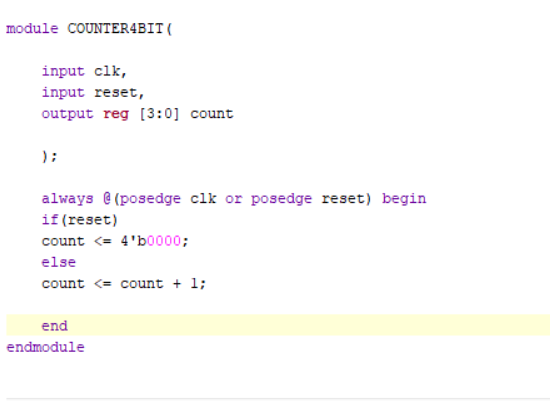 module COUNTER4BIT(
input clk,
input reset,
output reg [3:0] count
);
always @(posedge clk or posedge reset) begin
if(reset)
count <= 4'b0000;
else
count <= count + 1;
end
endmodule